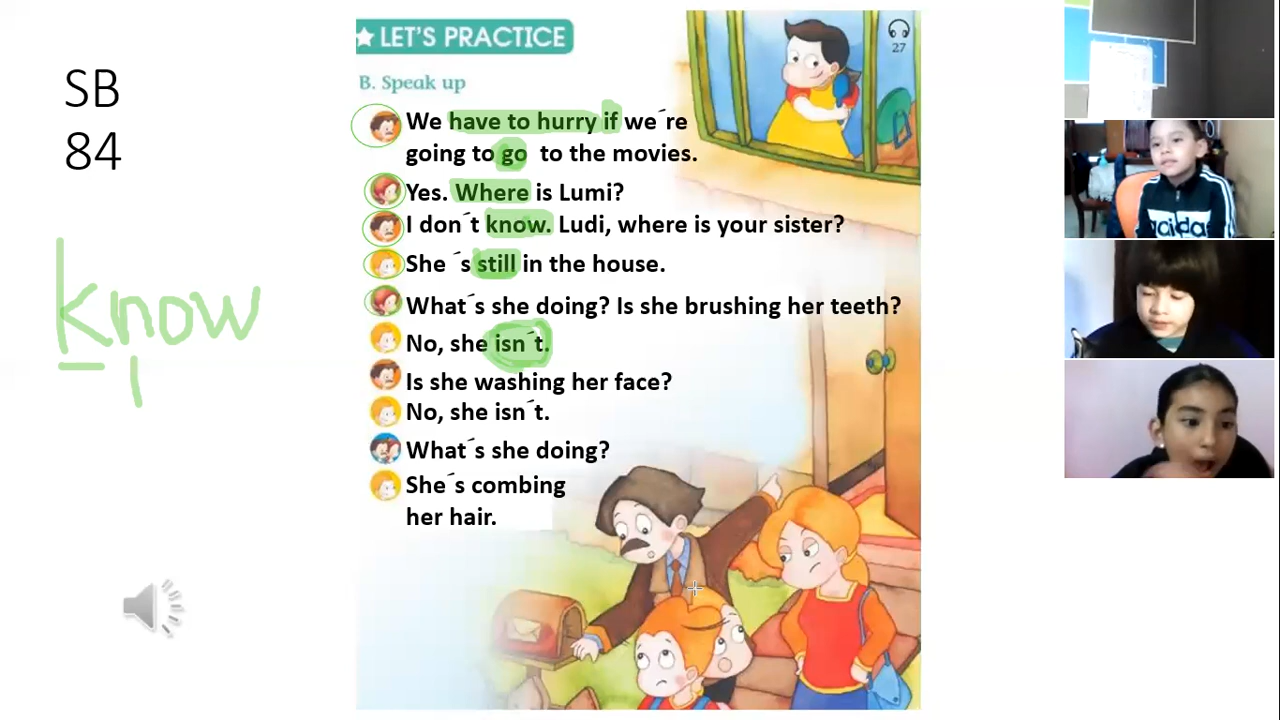 SB
84
know
★ LET'S PRACTICE
27
B. Speak up
We have to hurry if we´re
going to go to the movies.
Yes. Where is Lumi?
I don´t know. Ludi, where is your sister?
She ´s still in the house.
What´s she doing? Is she brushing her teeth?
No, she isn´t.
Is she washing her face?
No, she isn´t.
What´s she doing?
She´s combing
her hair.
adidas